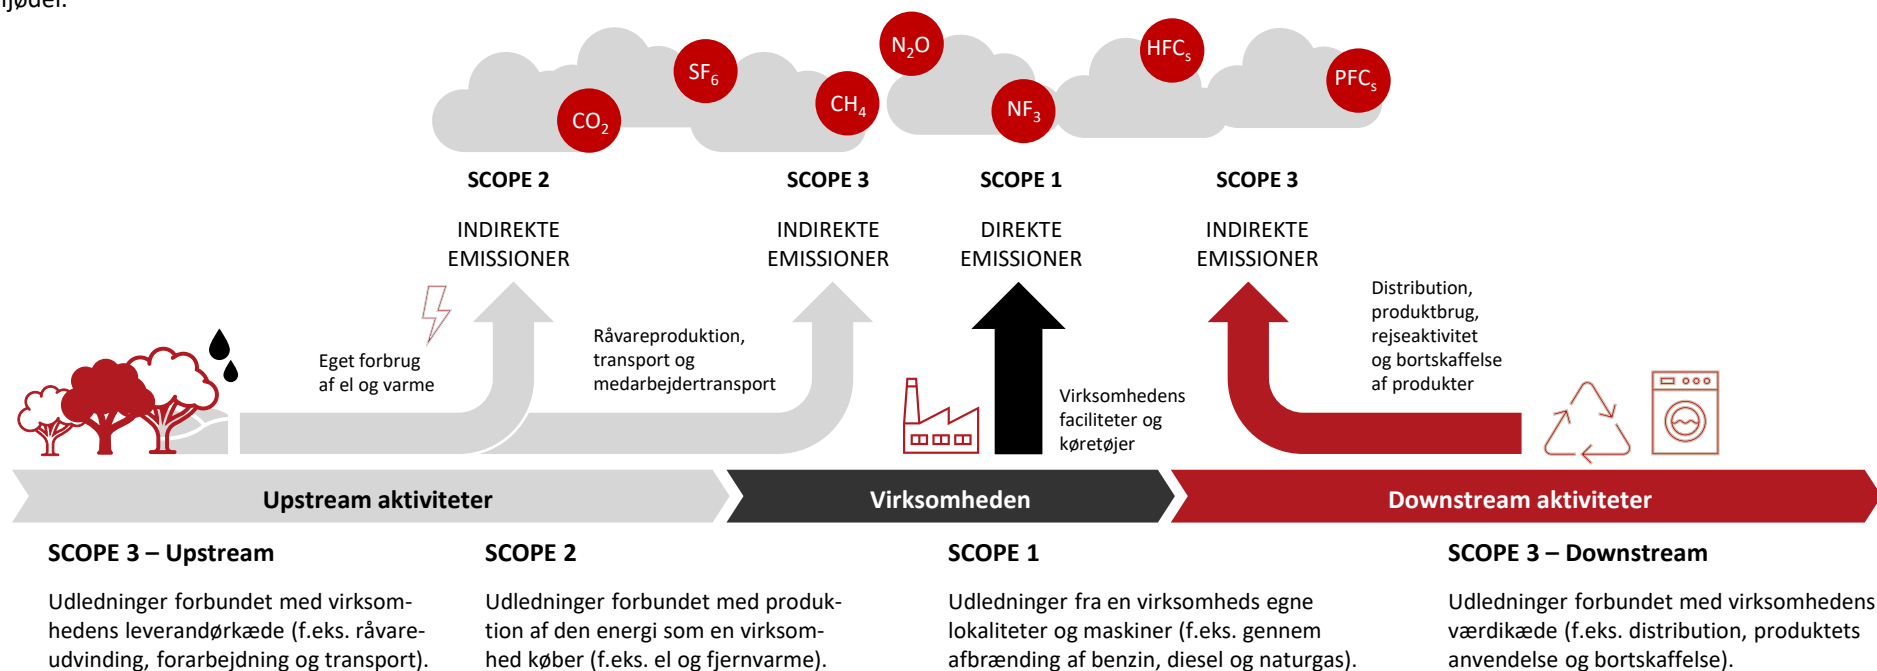 CO₂
SF₆
CH₄
N₂O
NF₃
HFCₛ
PFCₛ
SCOPE 2
INDIREKTE
EMISSIONER
SCOPE 3
INDIREKTE
EMISSIONER
SCOPE 1
DIREKTE
EMISSIONER
SCOPE 3
INDIREKTE
EMISSIONER
Eget forbrug
af el og varme
Råvareproduktion,
transport og
medarbejdertransport
Virksomhedens
faciliteter og
køretøjer
Distribution,
produktbrug,
rejseaktivitet
og bortskaffelse
af produkter
Upstream aktiviteter
Virksomheden
Downstream aktiviteter
SCOPE 3 – Upstream
Udledninger forbundet med virksom-
hedens leverandørkæde (f.eks. råvare-
udvinding, forarbejdning og transport).
SCOPE 2
Udledninger forbundet med produk-
tion af den energi som en virksom-
hed køber (f.eks. el og fjernvarme).
SCOPE 1
Udledninger fra en virksomheds egne
lokaliteter og maskiner (f.eks. gennem
afbrænding af benzin, diesel og naturgas).
SCOPE 3 – Downstream
Udledninger forbundet med virksomhedens
værdikæde (f.eks. distribution, produktets
anvendelse og bortskaffelse).